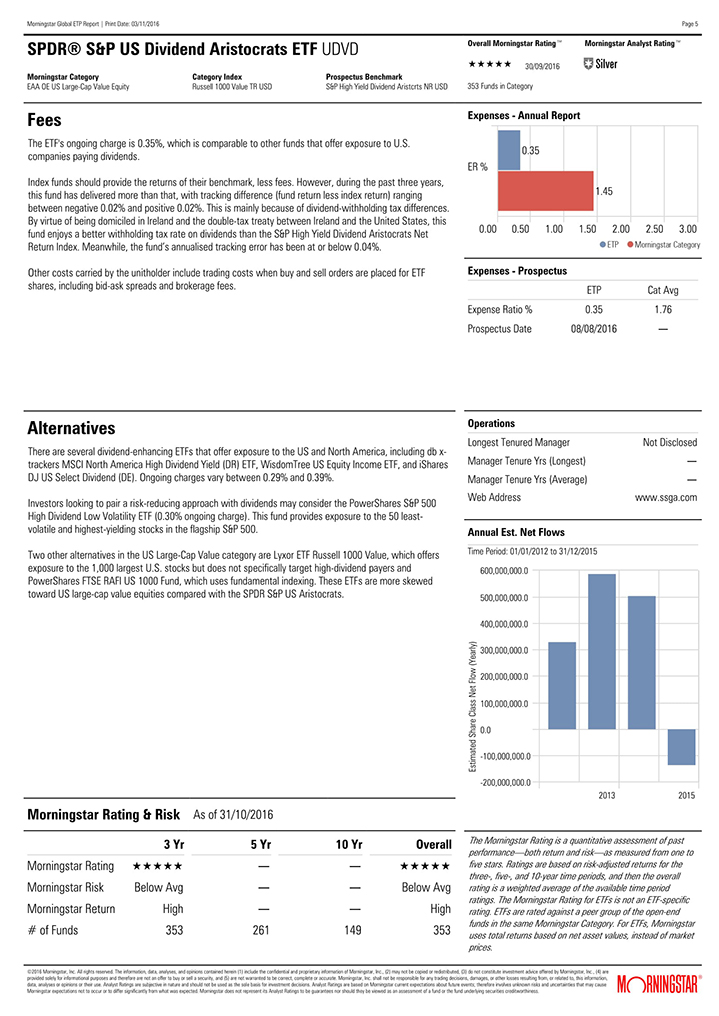 Morningstar Global ETP Report | Print Date: 03/11/2016
Page 5
SPDR® S&P US Dividend Aristocrats ETF UDVD
Overall Morningstar Rating™
Morningstar Analyst Rating™
★★★★★ 30/09/2016
Silver
Morningstar Category
Category Index
Prospectus Benchmark
EAA OE US Large-Cap Value Equity
Russell 1000 Value TR USD
S&P High Yield Dividend Aristcrts NR USD
353 Funds in Category
Fees
The ETF's ongoing charge is 0.35%, which is comparable to other funds that offer exposure to U.S.
companies paying dividends.
Index funds should provide the returns of their benchmark, less fees. However, during the past three years,
this fund has delivered more than that, with tracking difference (fund return less index return) ranging
between negative 0.02% and positive 0.02%. This is mainly because of dividend-withholding tax differences.
By virtue of being domiciled in Ireland and the double-tax treaty between Ireland and the United States, this
fund enjoys a better withholding tax rate on dividends than the S&P High Yield Dividend Aristocrats Net
Return Index. Meanwhile, the fund's annualised tracking error has been at or below 0.04%.
Other costs carried by the unitholder include trading costs when buy and sell orders are placed for ETF
shares, including bid-ask spreads and brokerage fees.
Expenses - Annual Report
ER %
0.35
1.45
0.00 0.50 1.00 1.50 2.00 2.50 3.00
ETP Morningstar Category
Expenses - Prospectus
ETP Cat Avg
Expense Ratio % 0.35 1.76
Prospectus Date 08/08/2016 —
Alternatives
There are several dividend-enhancing ETFs that offer exposure to the US and North America, including db x-
trackers MSCI North America High Dividend Yield (DR) ETF, WisdomTree US Equity Income ETF, and iShares
DJ US Select Dividend (DE). Ongoing charges vary between 0.29% and 0.39%.
Investors looking to pair a risk-reducing approach with dividends may consider the PowerShares S&P 500
High Dividend Low Volatility ETF (0.30% ongoing charge). This fund provides exposure to the 50 least-
volatile and highest-yielding stocks in the flagship S&P 500.
Two other alternatives in the US Large-Cap Value category are Lyxor ETF Russell 1000 Value, which offers
exposure to the 1,000 largest U.S. stocks but does not specifically target high-dividend payers and
PowerShares FTSE RAFI US 1000 Fund, which uses fundamental indexing. These ETFs are more skewed
toward US large-cap value equities compared with the SPDR S&P US Aristocrats.
Operations
Longest Tenured Manager Not Disclosed
Manager Tenure Yrs (Longest) —
Manager Tenure Yrs (Average) —
Web Address www.ssga.com
Annual Est. Net Flows
Time Period: 01/01/2012 to 31/12/2015
Estimated Share Class Net Flow (Yearly)
600,000,000.0
500,000,000.0
400,000,000.0
300,000,000.0
200,000,000.0
100,000,000.0
0.0
-100,000,000.0
-200,000,000.0
2013 2015
Morningstar Rating & Risk As of 31/10/2016
3 Yr 5 Yr 10 Yr Overall
Morningstar Rating ★★★★★ — — ★★★★★
Morningstar Risk Below Avg — — Below Avg
Morningstar Return High — — High
# of Funds 353 261 149 353
The Morningstar Rating is a quantitative assessment of past
performance—both return and risk—as measured from one to
five stars. Ratings are based on risk-adjusted returns for the
three-, five-, and 10-year time periods, and then the overall
rating is a weighted average of the available time period
ratings. The Morningstar Rating for ETFs is not an ETF-specific
rating. ETFs are rated against a peer group of the open-end
funds in the same Morningstar Category. For ETFs, Morningstar
uses total returns based on net asset values, instead of market
prices.
©2016 Morningstar, Inc. All rights reserved. The information, data, analyses, and opinions contained herein (1) include the confidential and proprietary information of Morningstar, Inc., (2) may not be copied or redistributed, (3) do not constitute investment advice offered by Morningstar, Inc., (4) are
provided solely for informational purposes and therefore are not an offer to buy or sell a security, and (5) are not warranted to be correct, complete or accurate. Morningstar, Inc. shall not be responsible for any trading decisions, damages, or other losses resulting from, or related to, this information,
data, analyses or opinions or their use. Analyst Ratings are subjective in nature and should not be used as the sole basis for investment decisions. Analyst Ratings are based on Morningstar current expectations about future events; therefore involves unknown risks and uncertainties that may cause
Morningstar expectations not to occur or to differ significantly from what was expected. Morningstar does not represent its Analyst Ratings to be guarantees nor should they be viewed as an assessment of a fund or the fund underlying securities creditworthiness.
MORNINGSTAR®